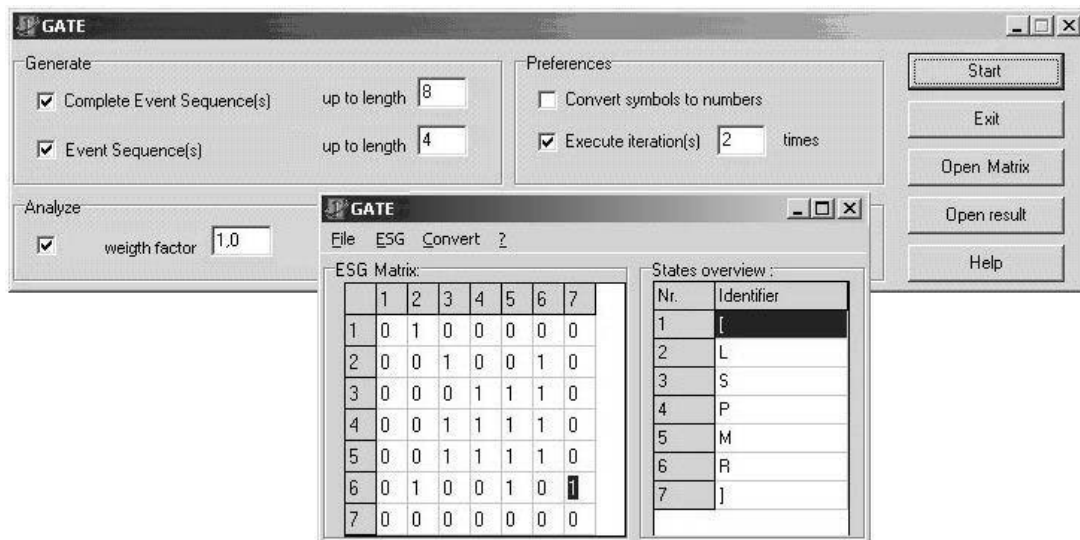 GATE
Generate
Complete Event Sequence(s) up to length 8
Event Sequence(s) up to length 4
Preferences
Convert symbols to numbers
Execute iteration(s) 2 times
Start
Exit
Open Matrix
Open result
Help
Analyze
weigth factor 1,0
GATE
File ESG Convert ?
ESG Matrix:
1 2 3 4 5 6 7
1 0 1 0 0 0 0 0
2 0 0 1 0 0 1 0
3 0 0 0 1 1 1 0
4 0 0 1 1 1 1 0
5 0 0 1 1 1 1 0
6 0 1 0 0 1 0 1
7 0 0 0 0 0 0 0
States overview :
Nr. Identifier
1 [
2 L
3 S
4 P
5 M
6 R
7 ]